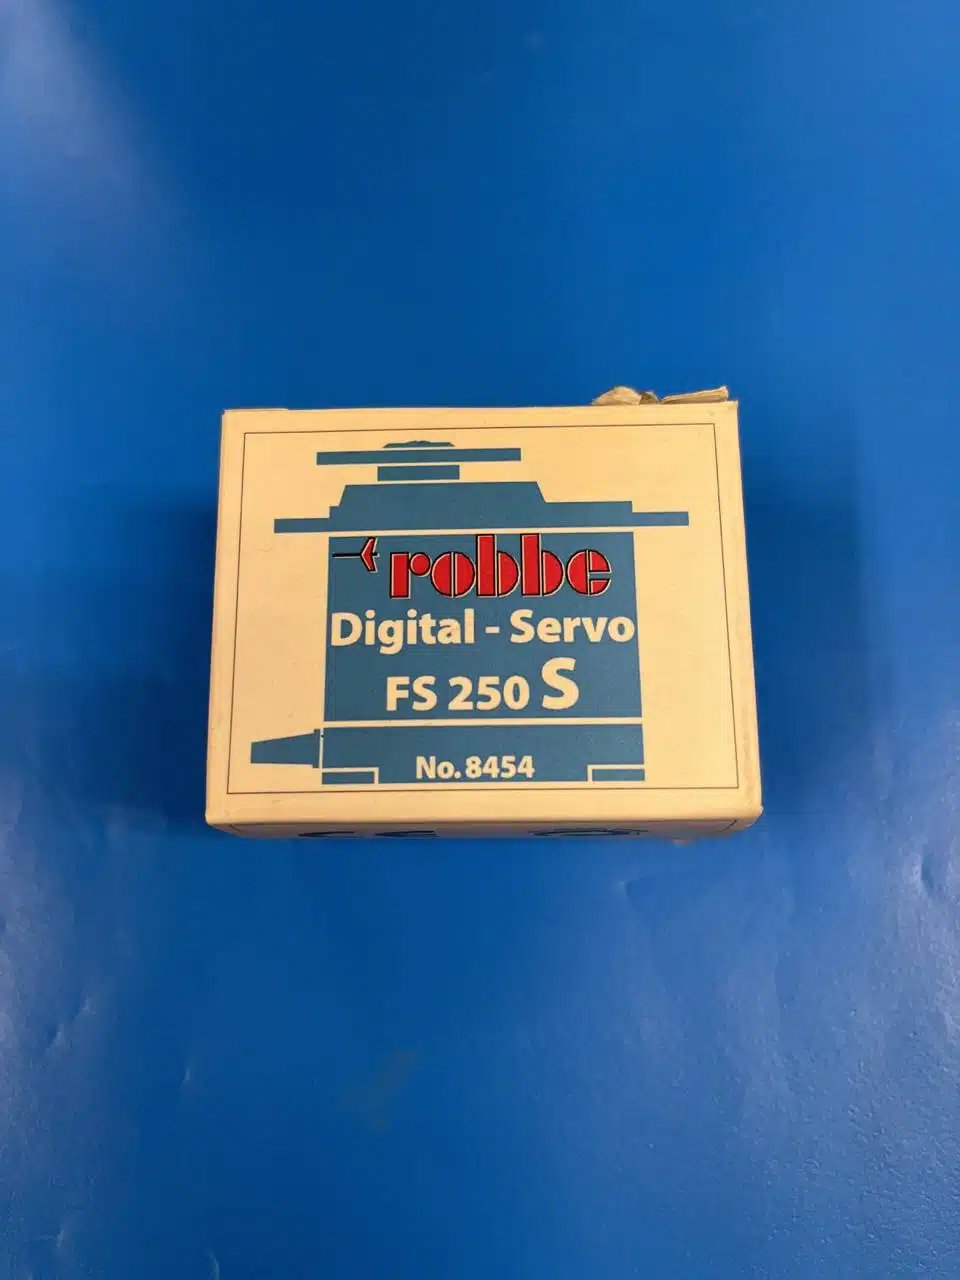 robbe
Digital - Servo
FS 250 S
No. 8454